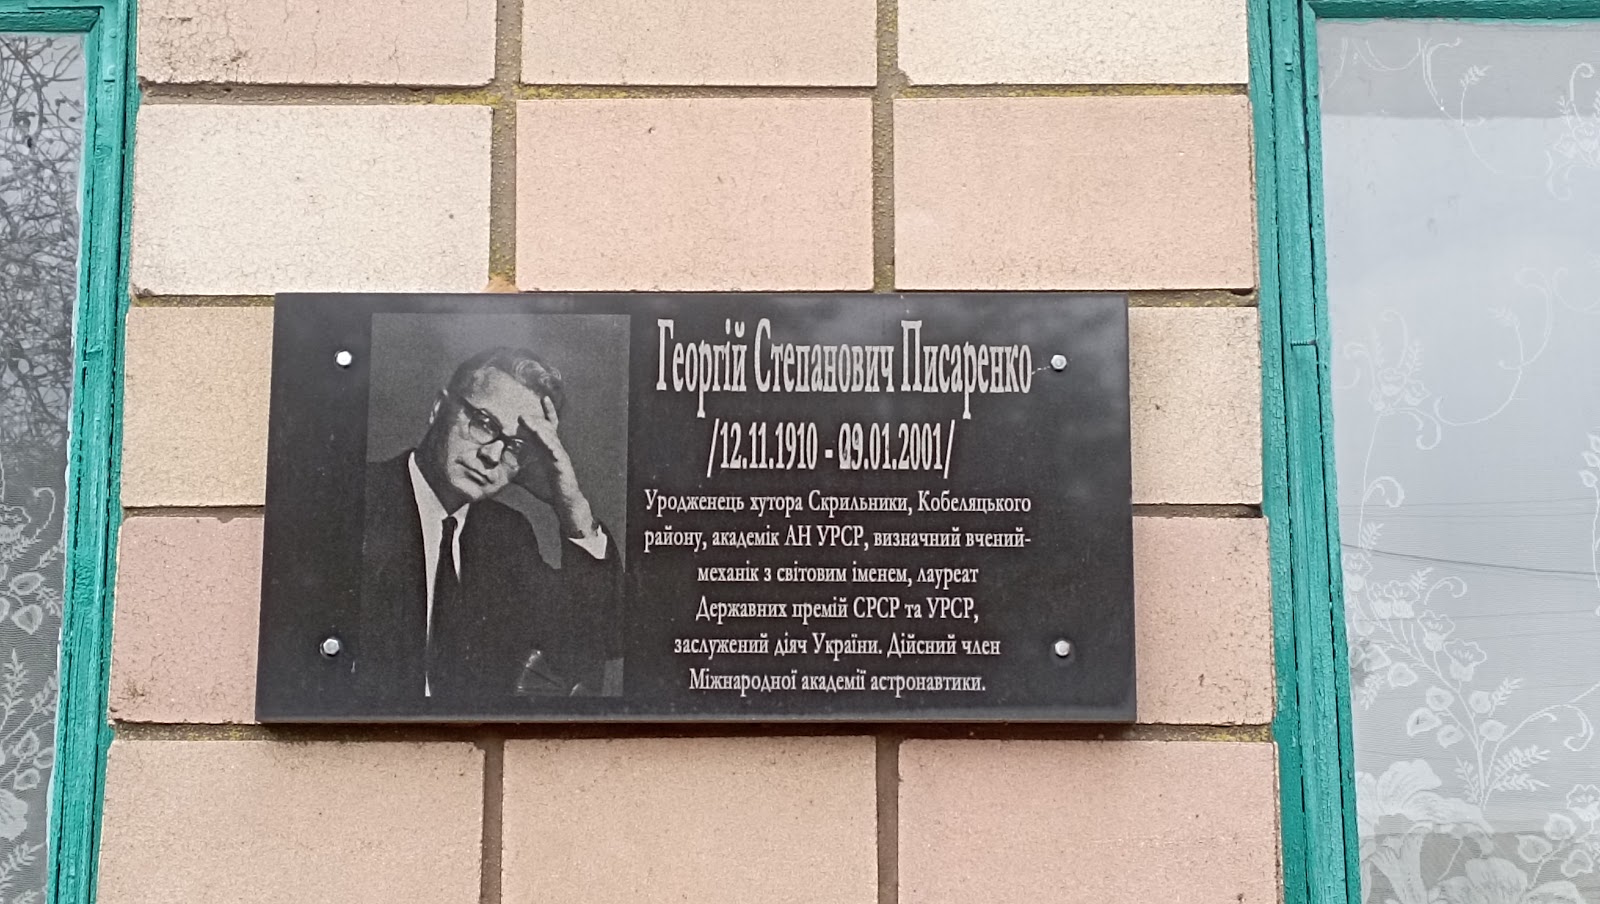 Георгій Степанович Писаренко
/12.11.1910 - 09.01.2001/
Уродженець хутора Скрильники, Кобеляцького
району, академік АН УРСР, визначний вчений-
механік з світовим іменем, лауреат
Державних премій СРСР та УРСР,
заслужений діяч України. Дійсний член
Міжнародної академії астронавтики.